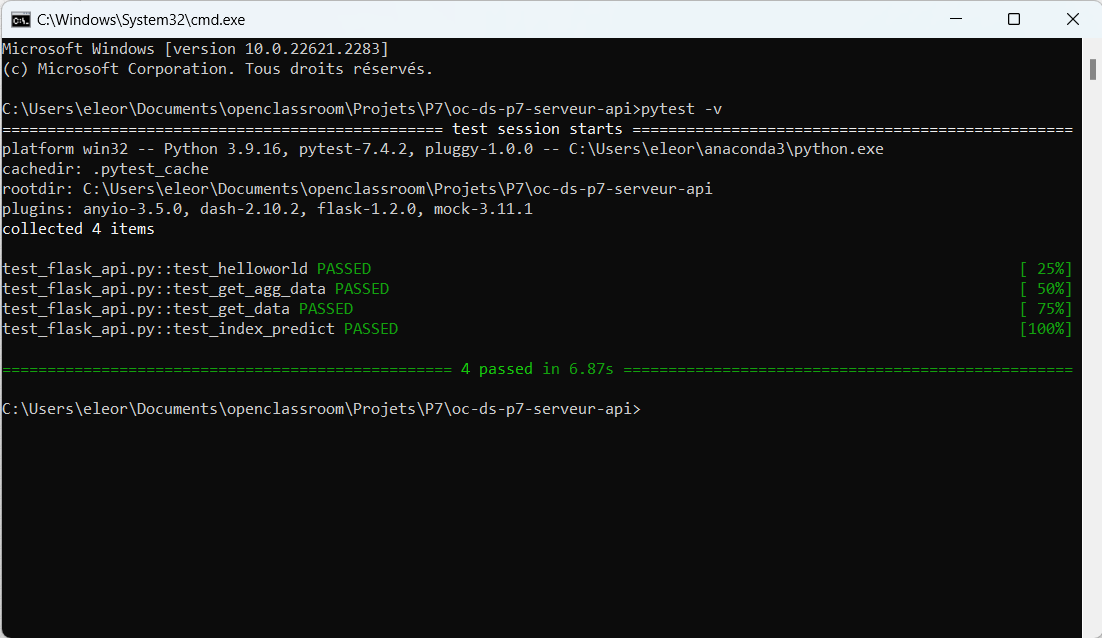 C:\Windows\System32\cmd.exe
Microsoft Windows [version 10.0.22621.2283]
(c) Microsoft Corporation. Tous droits réservés.
C:\Users\eleor\Documents\openclassroom\Projets\P7\oc-ds-p7-serveur-api>pytest -v
================================================= test session starts =================================================
platform win32 -- Python 3.9.16, pytest-7.4.2, pluggy-1.0.0 -- C:\Users\eleor\anaconda3\python.exe
cachedir: .pytest_cache
rootdir: C:\Users\eleor\Documents\openclassroom\Projets\P7\oc-ds-p7-serveur-api
plugins: anyio-3.5.0, dash-2.10.2, flask-1.2.0, mock-3.11.1
collected 4 items
test_flask_api.py::test_helloworld PASSED [ 25%]
test_flask_api.py::test_get_agg_data PASSED [ 50%]
test_flask_api.py::test_get_data PASSED [ 75%]
test_flask_api.py::test_index_predict PASSED [100%]
================================================== 4 passed in 6.87s ==================================================
C:\Users\eleor\Documents\openclassroom\Projets\P7\oc-ds-p7-serveur-api>